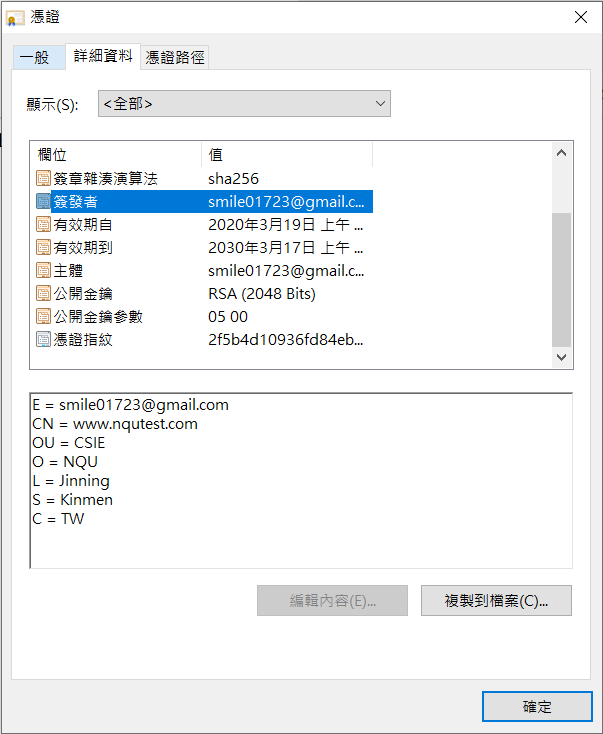 憑證
一般 詳細資料 憑證路徑
顯示(S): <全部>
欄位 值
簽章雜湊演算法 sha256
簽發者 smile01723@gmail.c...
有效期自 2020年3月19日 上午 ...
有效期到 2030年3月17日 上午 ...
主體 smile01723@gmail.c...
公開金鑰 RSA (2048 Bits)
公開金鑰參數 05 00
憑證指紋 2f5b4d10936fd84eb...
E = smile01723@gmail.com
CN = www.nqutest.com
OU = CSIE
O = NQU
L = Jinning
S = Kinmen
C = TW
編輯內容(E)... 複製到檔案(C)...
確定